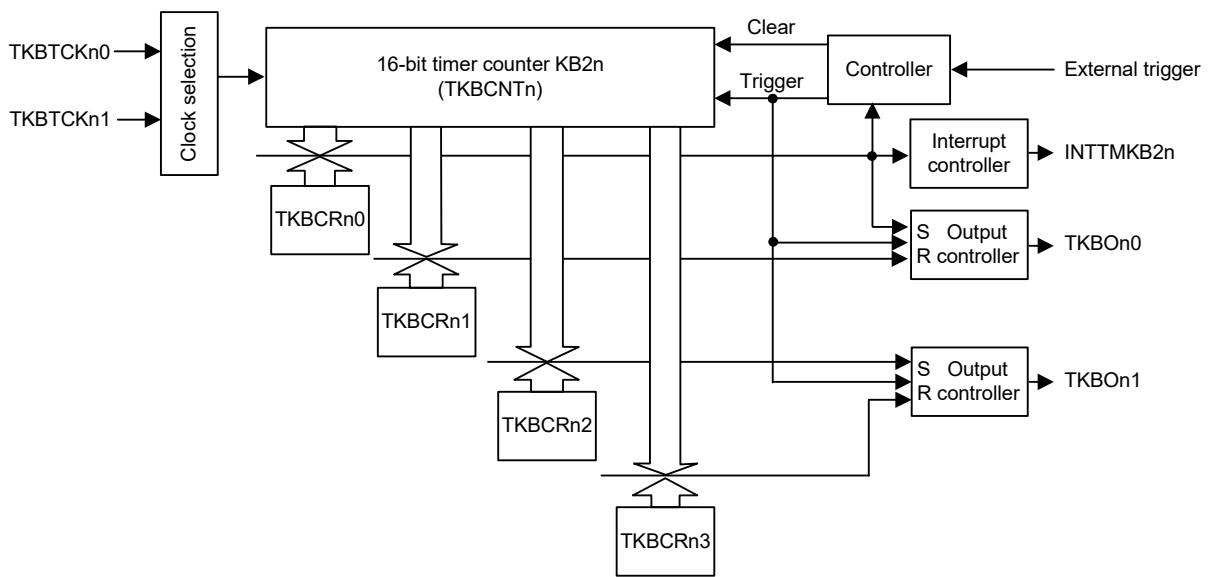 TKBTCKn0
TKBTCKn1
Clock selection
16-bit timer counter KB2n
(TKBCNTn)
Clear
Trigger
Controller
External trigger
Interrupt
controller
INTTMKB2n
TKBCRn0
S Output
R controller
TKBOn0
TKBCRn1
S Output
R controller
TKBOn1
TKBCRn2
TKBCRn3